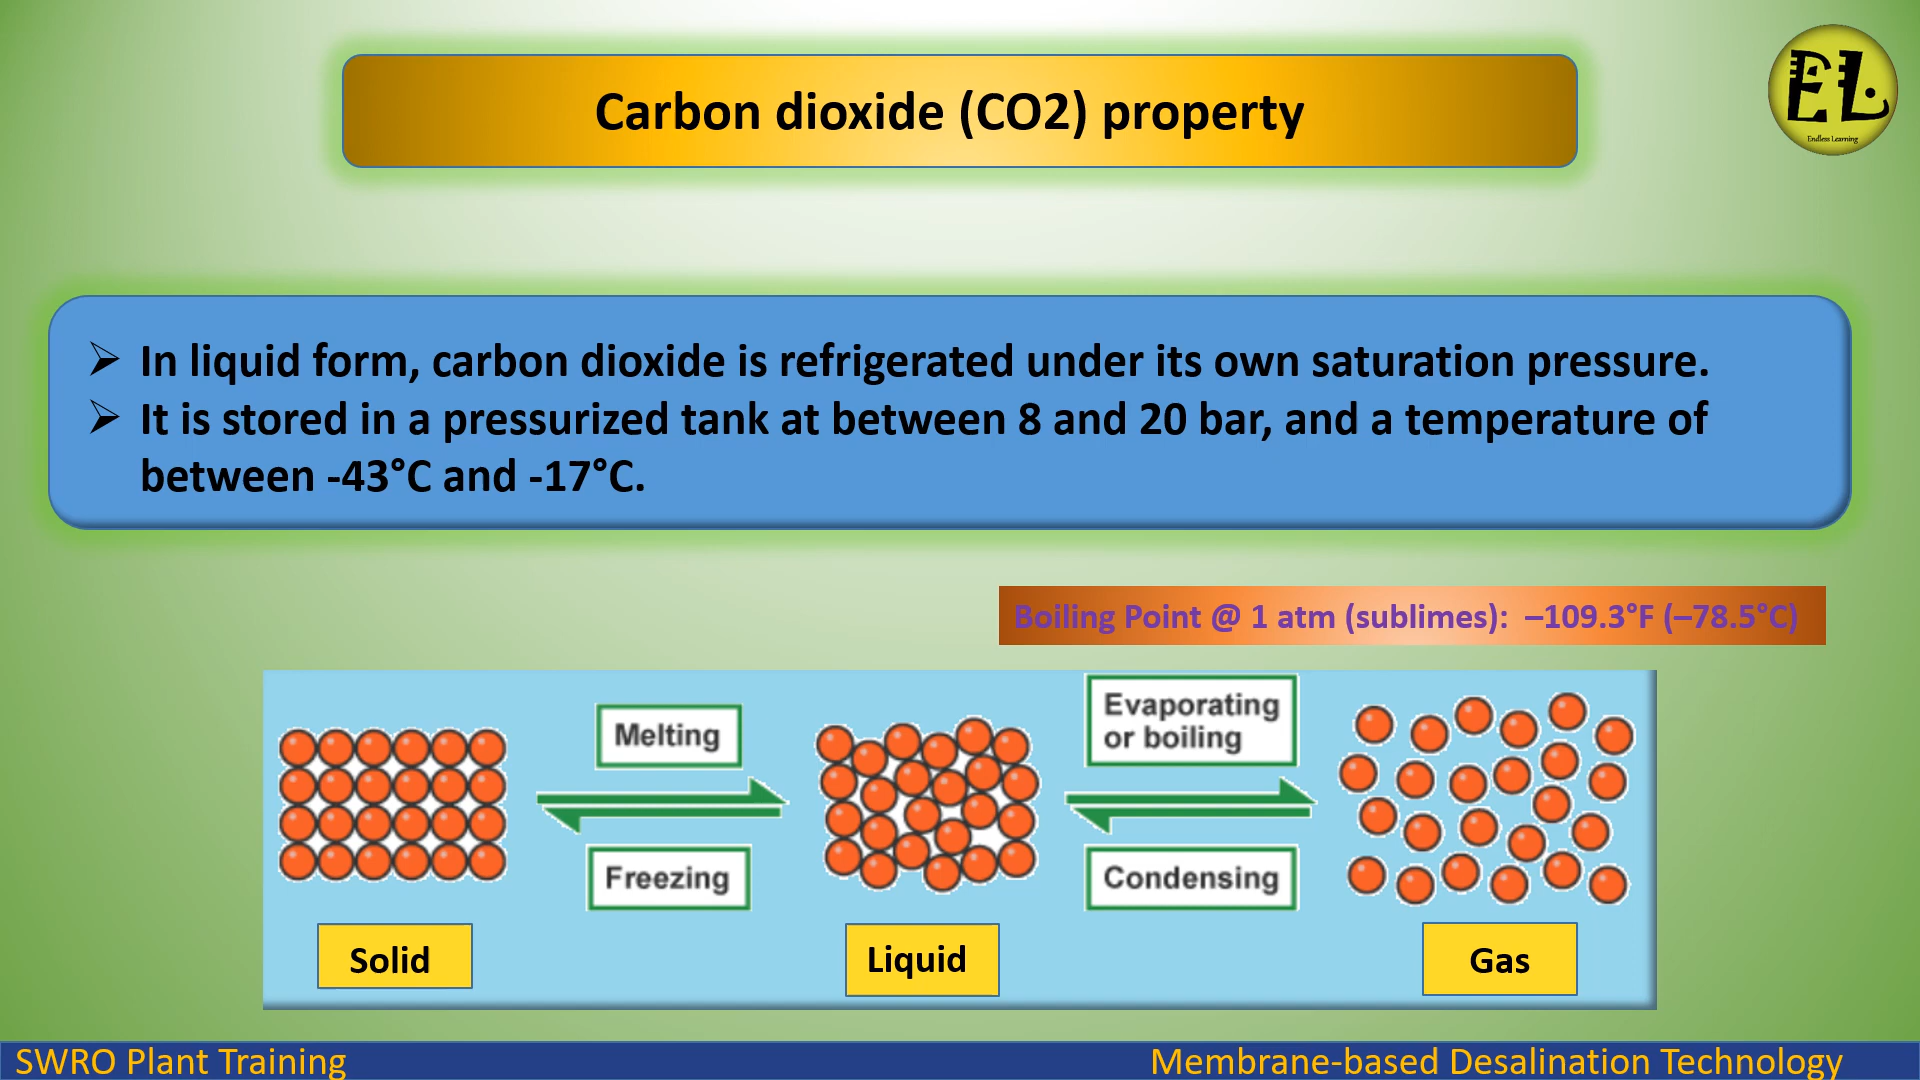 Carbon dioxide (CO2) property
EL
Endless Learning
➢ In liquid form, carbon dioxide is refrigerated under its own saturation pressure.
➢ It is stored in a pressurized tank at between 8 and 20 bar, and a temperature of
between -43°C and -17°C.
Boiling Point @ 1 atm (sublimes):  –109.3°F (–78.5°C)
Melting
Freezing
Evaporating
or boiling
Condensing
Solid
Liquid
Gas
SWRO Plant Training
Membrane-based Desalination Technology